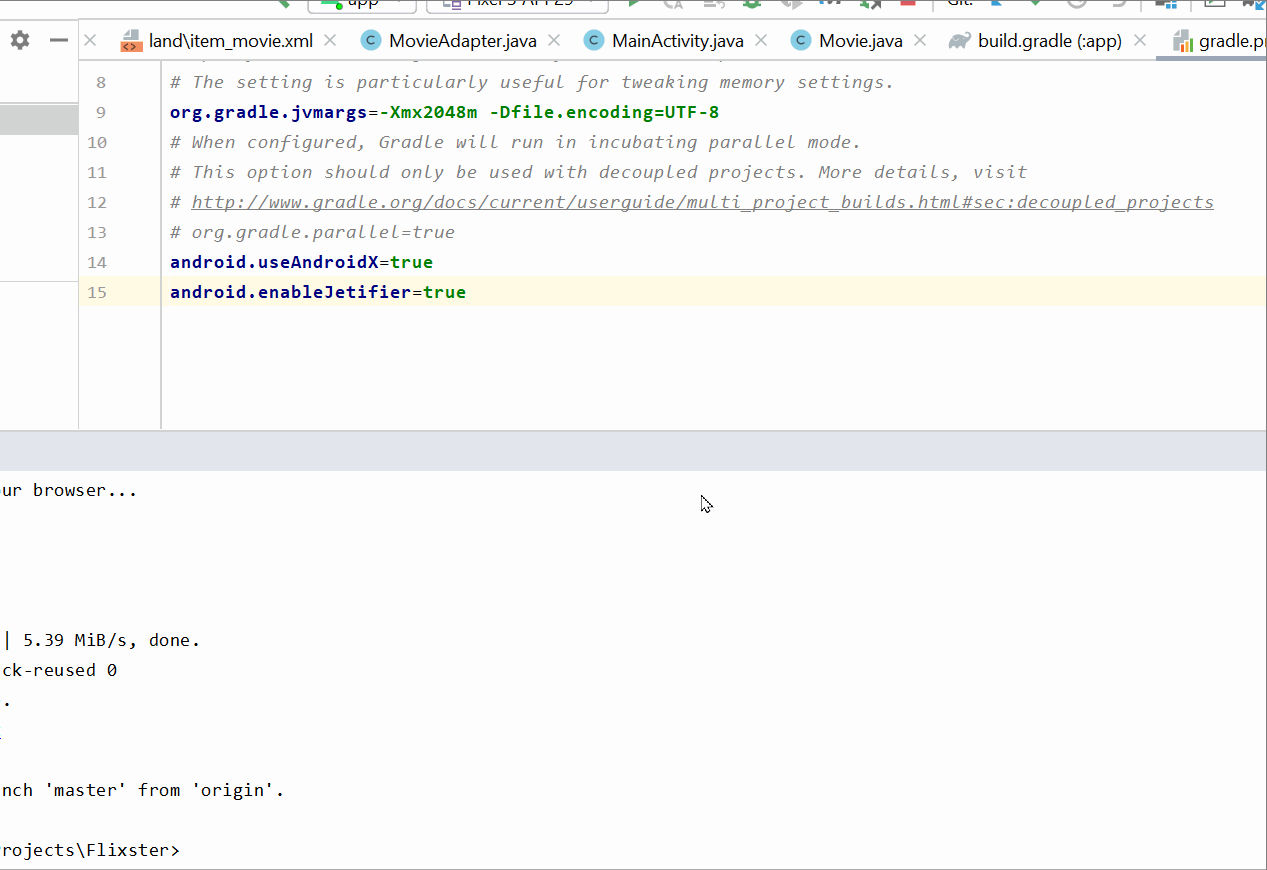 app Pixel 3 API 29 Git:
land\item_movie.xml MovieAdapter.java MainActivity.java Movie.java build.gradle (:app) gradle.pr
8 # The setting is particularly useful for tweaking memory settings.
9 org.gradle.jvmargs=-Xmx2048m -Dfile.encoding=UTF-8
10 # When configured, Gradle will run in incubating parallel mode.
11 # This option should only be used with decoupled projects. More details, visit
12 # http://www.gradle.org/docs/current/userguide/multi_project_builds.html#sec:decoupled_projects
13 # org.gradle.parallel=true
14 android.useAndroidX=true
15 android.enableJetifier=true
ur browser...
| 5.39 MiB/s, done.
ck-reused 0
.
nch 'master' from 'origin'.
rojects\Flixster>